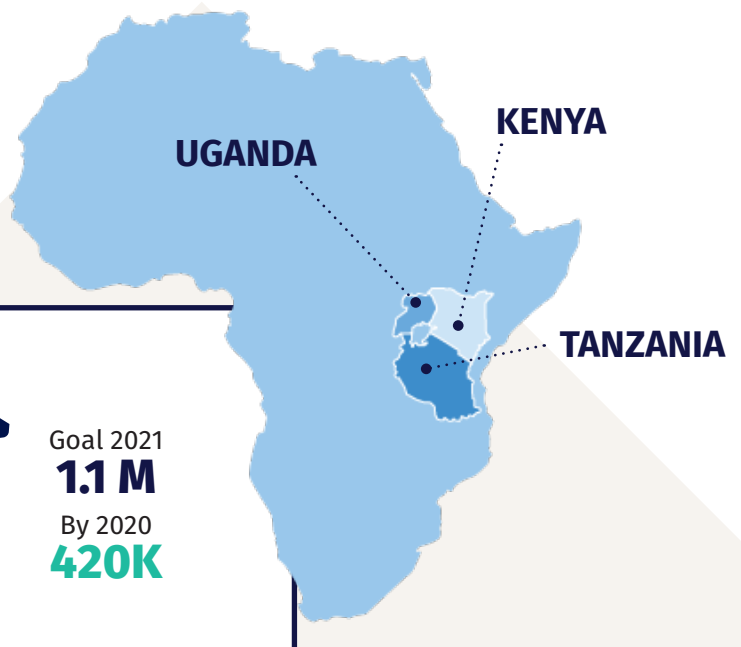 KENYA
UGANDA
TANZANIA
Goal 2021
1.1 M
By 2020
420K